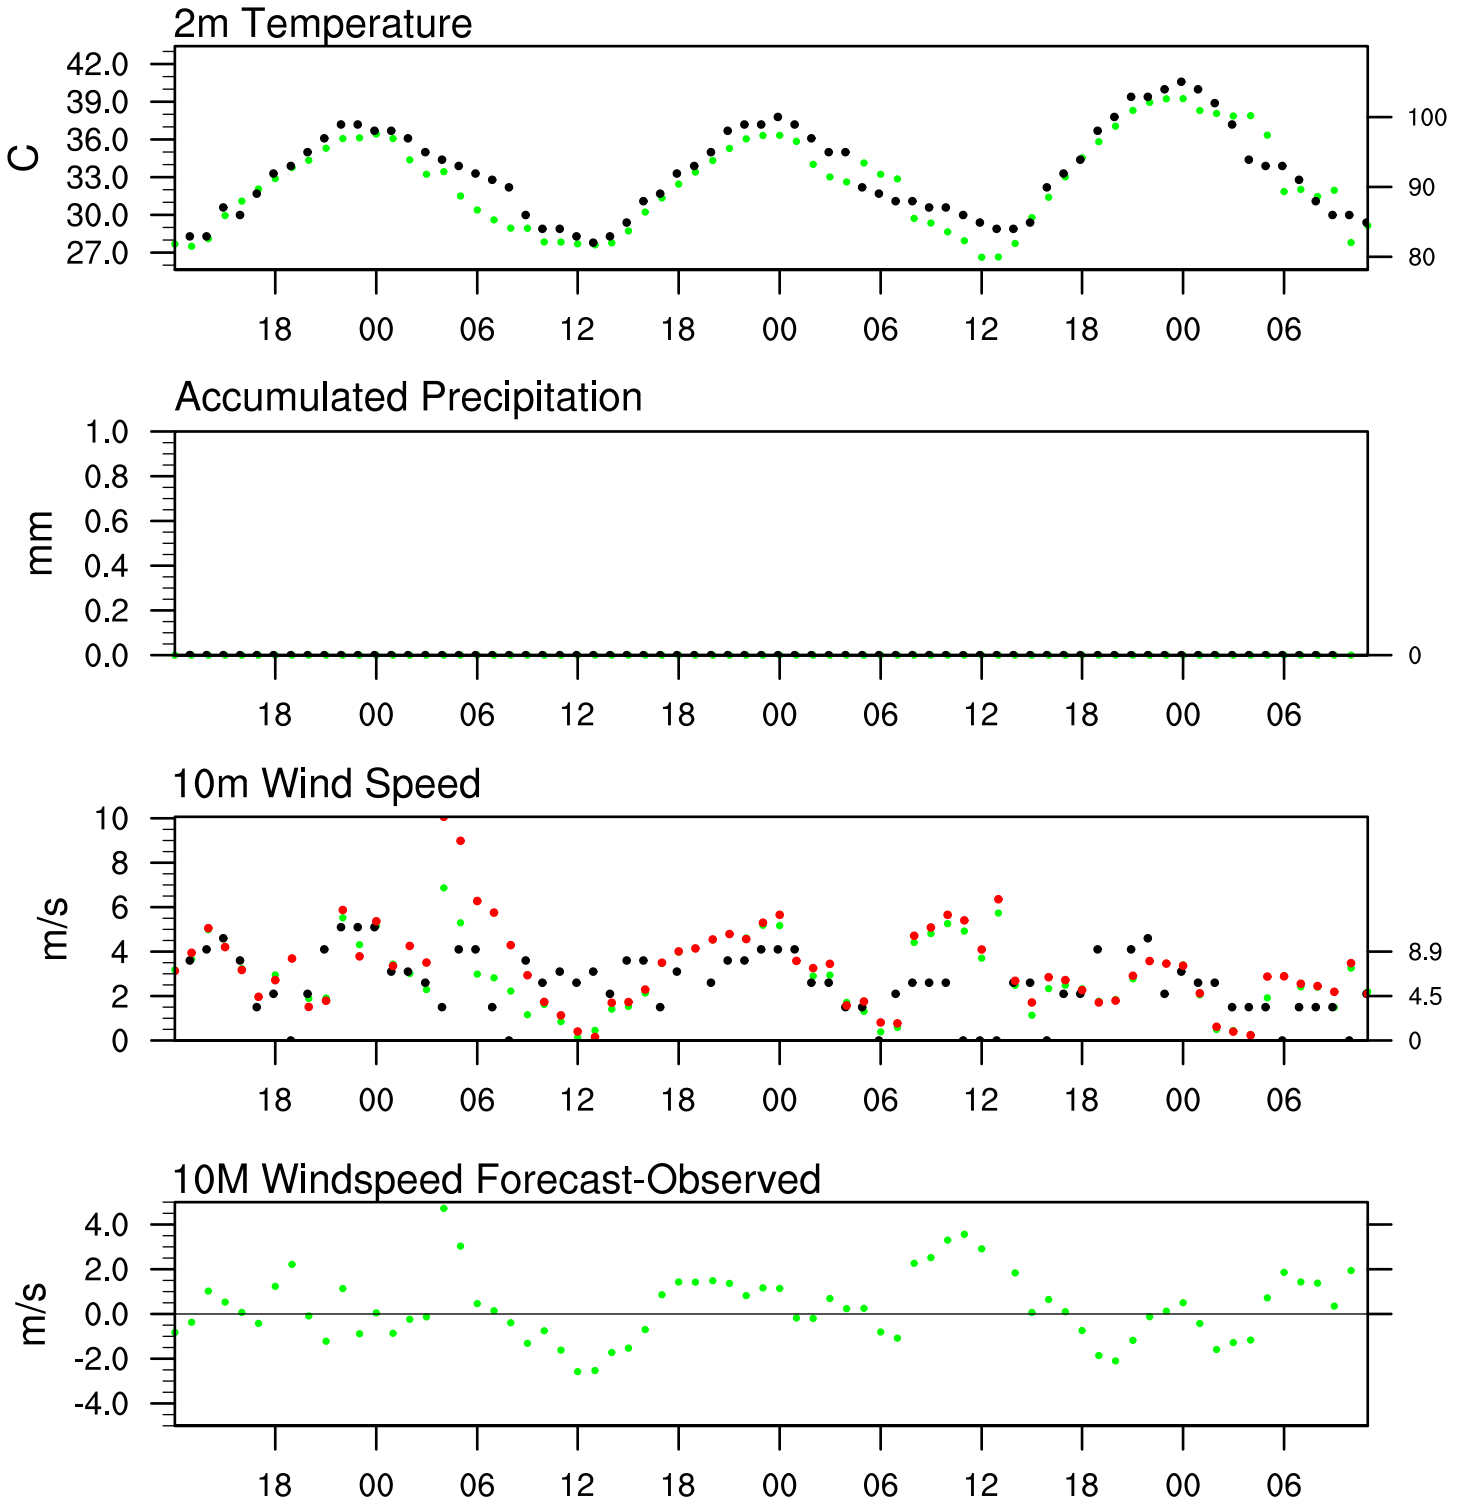 2m Temperature
C
42.0
39.0
36.0
33.0
30.0
27.0
100
90
80
18 00 06 12 18 00 06 12 18 00 06
Accumulated Precipitation
mm
1.0
0.8
0.6
0.4
0.2
0.0
0
18 00 06 12 18 00 06 12 18 00 06
10m Wind Speed
m/s
10
8
6
4
2
0
8.9
4.5
0
18 00 06 12 18 00 06 12 18 00 06
10M Windspeed Forecast-Observed
m/s
4.0
2.0
0.0
-2.0
-4.0
18 00 06 12 18 00 06 12 18 00 06